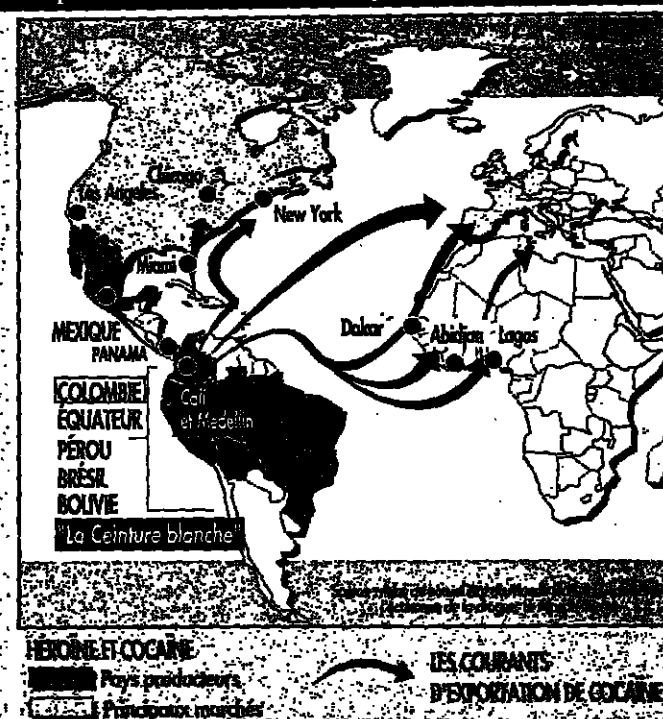 Chicago
Los Angeles
New York
Miami
MEXIQUE
PANAMA
Dakar
Abidjan
Lagos
COLOMBIE
ÉQUATEUR
PÉROU
BRÉSIL
BOLIVIE
Cali
et Medellin
"La Ceinture blanche"
HÉROÏNE ET COCAÏNE
Pays producteurs
Principaux marchés
LES COURANTS
D'EXPORTATION DE COCAÏNE